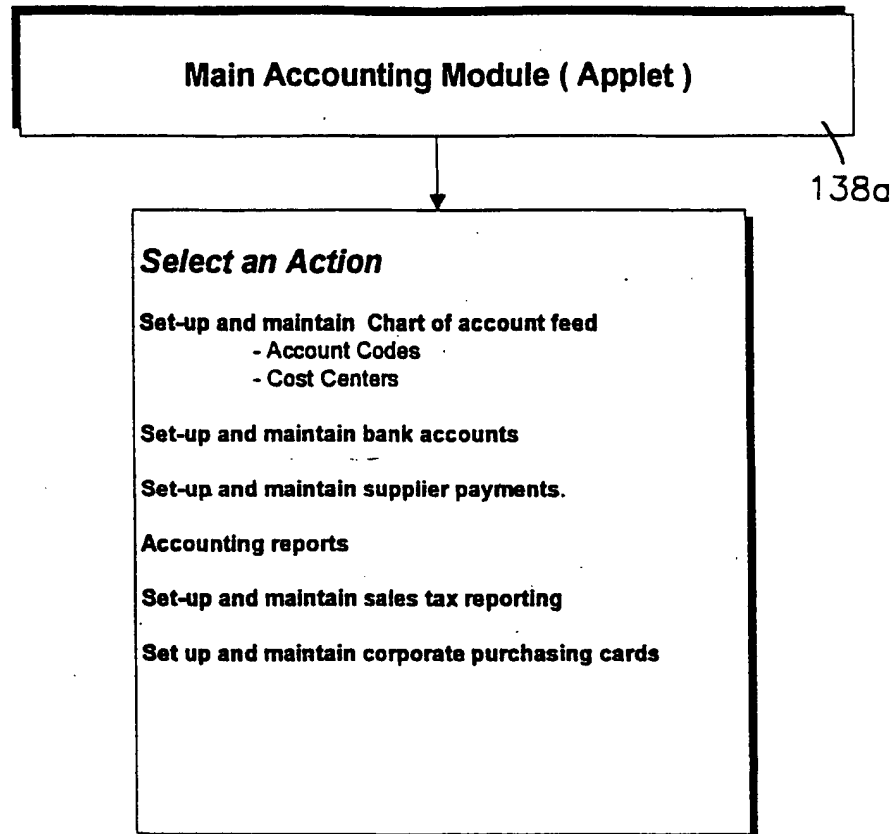 Main Accounting Module ( Applet )
138a
Select an Action
Set-up and maintain Chart of account feed
- Account Codes
- Cost Centers
Set-up and maintain bank accounts
Set-up and maintain supplier payments.
Accounting reports
Set-up and maintain sales tax reporting
Set up and maintain corporate purchasing cards